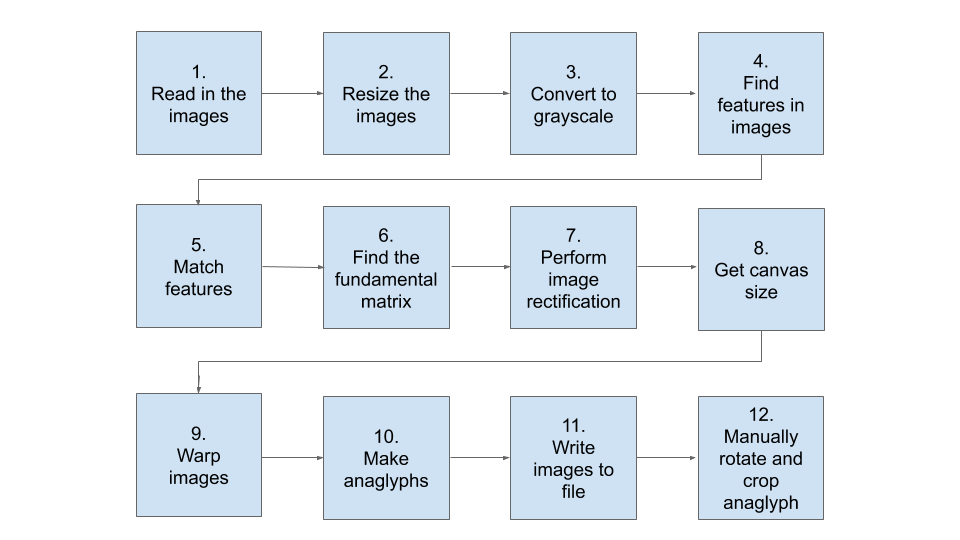 1.
Read in the
images
2.
Resize the
images
3.
Convert to
grayscale
4.
Find
features in
images
5.
Match
features
6.
Find the
fundamental
matrix
7.
Perform
image
rectification
8.
Get canvas
size
9.
Warp
images
10.
Make
anaglyphs
11.
Write
images to
file
12.
Manually
rotate and
crop
anaglyph